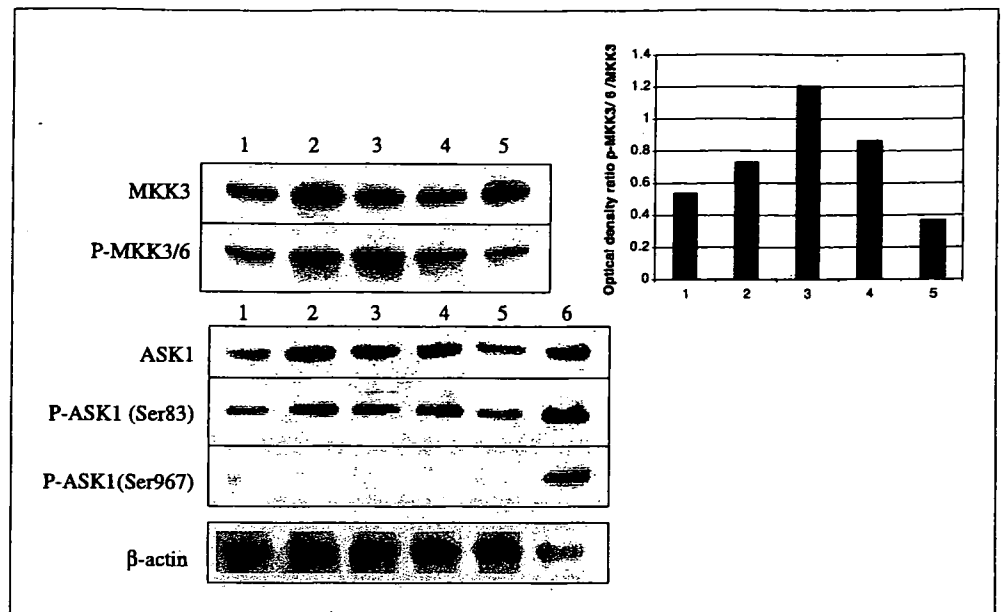 1 2 3 4 5
MKK3
P-MKK3/6
1 2 3 4 5 6
ASK1
P-ASK1 (Ser83)
P-ASK1(Ser967)
β-actin
Optical density ratio p-MKK3/ 6 /MKK3
1.4
1.2
1
0.8
0.6
0.4
0.2
0
1 2 3 4 5